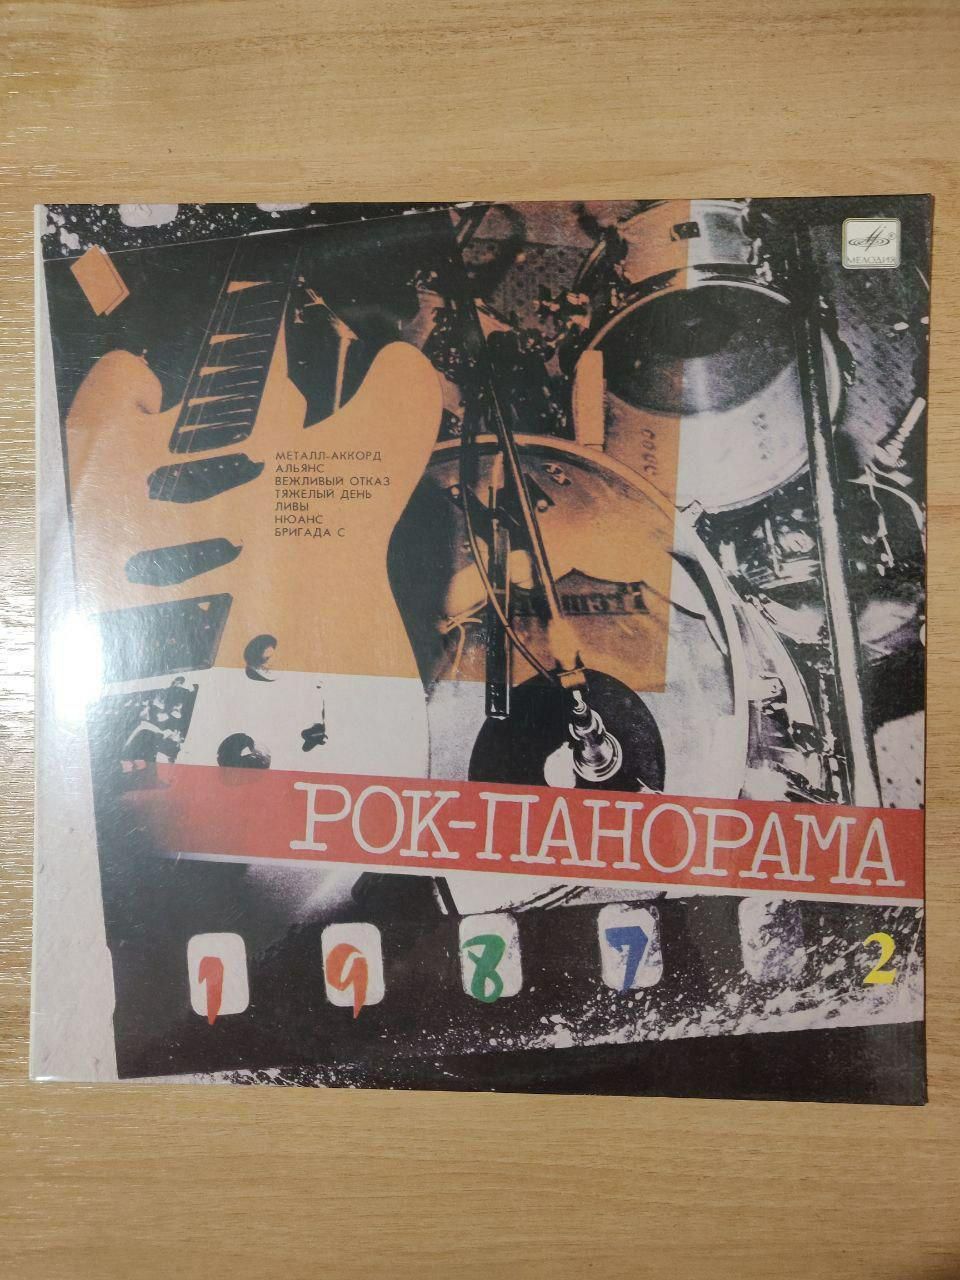 МЕЛОДИЯ
МЕТАЛЛ-АККОРД
АЛЬЯНС
ВЕЖЛИВЫЙ ОТКАЗ
ТЯЖЕЛЫЙ ДЕНЬ
ЛИВЫ
НЮАНС
БРИГАДА С
РОК-ПАНОРАМА
1987 2